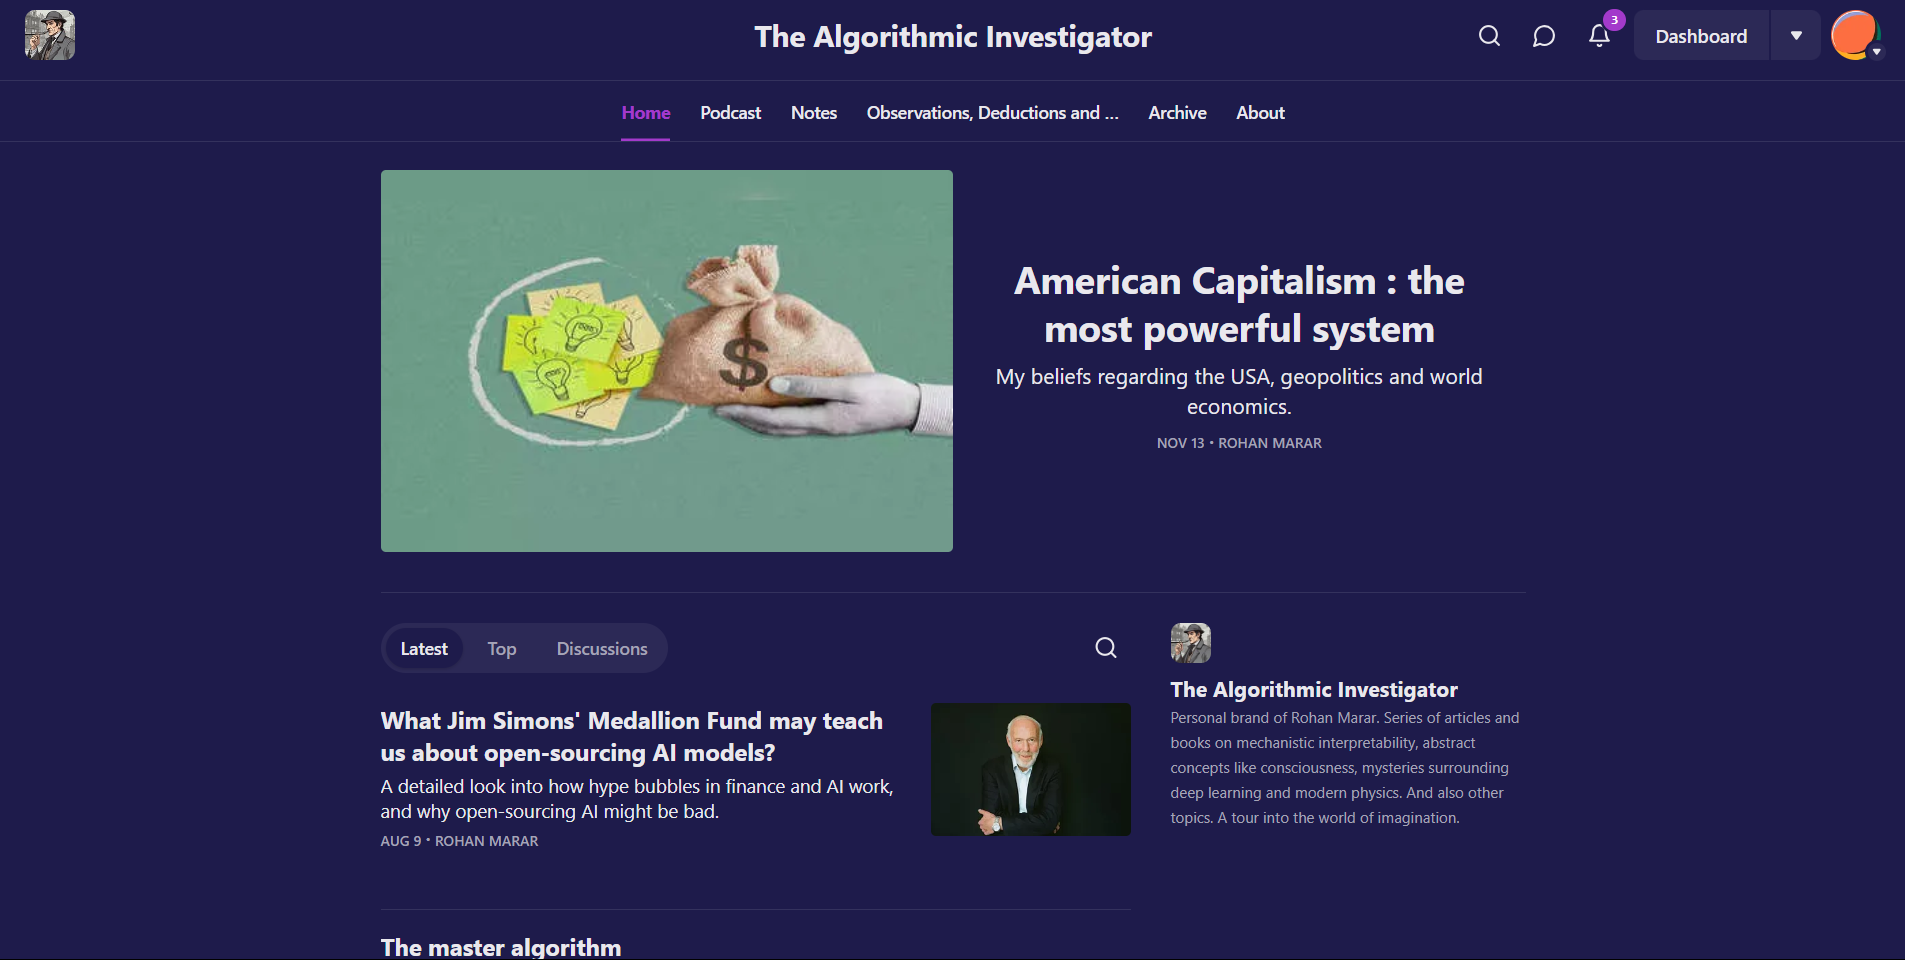 The Algorithmic Investigator
3
Dashboard
Home
Podcast
Notes
Observations, Deductions and ...
Archive
About
$
American Capitalism : the
most powerful system
My beliefs regarding the USA, geopolitics and world
economics.
NOV 13 • ROHAN MARAR
Latest
Top
Discussions
What Jim Simons' Medallion Fund may teach
us about open-sourcing AI models?
A detailed look into how hype bubbles in finance and AI work,
and why open-sourcing AI might be bad.
AUG 9 • ROHAN MARAR
The master algorithm
The Algorithmic Investigator
Personal brand of Rohan Marar. Series of articles and
books on mechanistic interpretability, abstract
concepts like consciousness, mysteries surrounding
deep learning and modern physics. And also other
topics. A tour into the world of imagination.